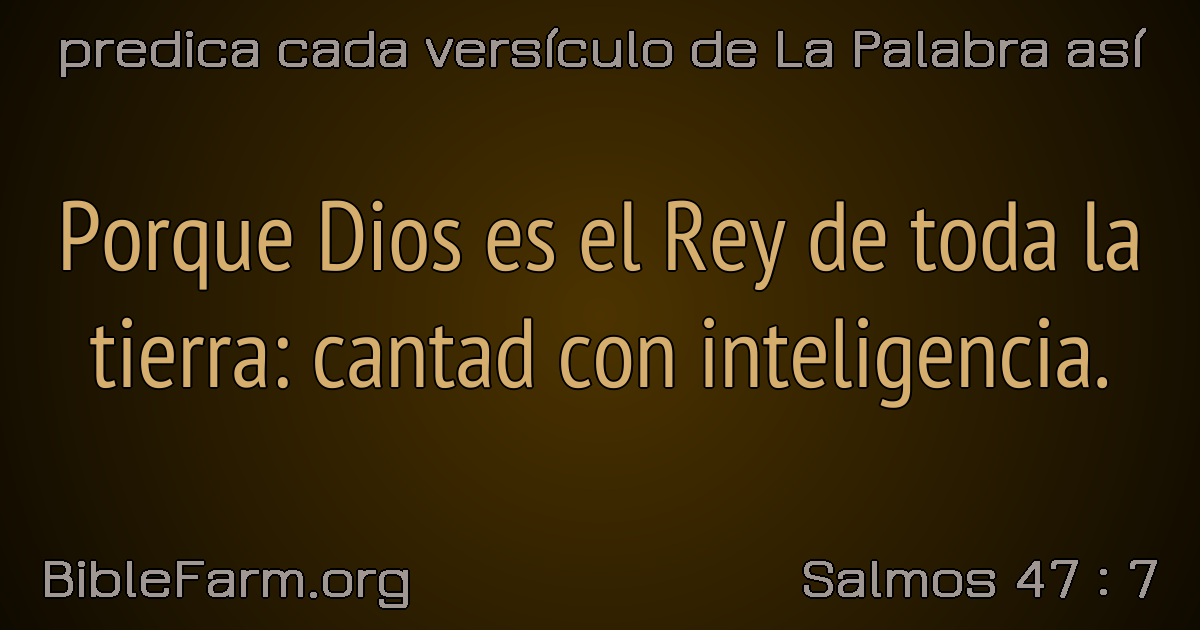 predica cada versículo de La Palabra así
Porque Dios es el Rey de toda la
tierra: cantad con inteligencia.
BibleFarm.org
Salmos 47 : 7